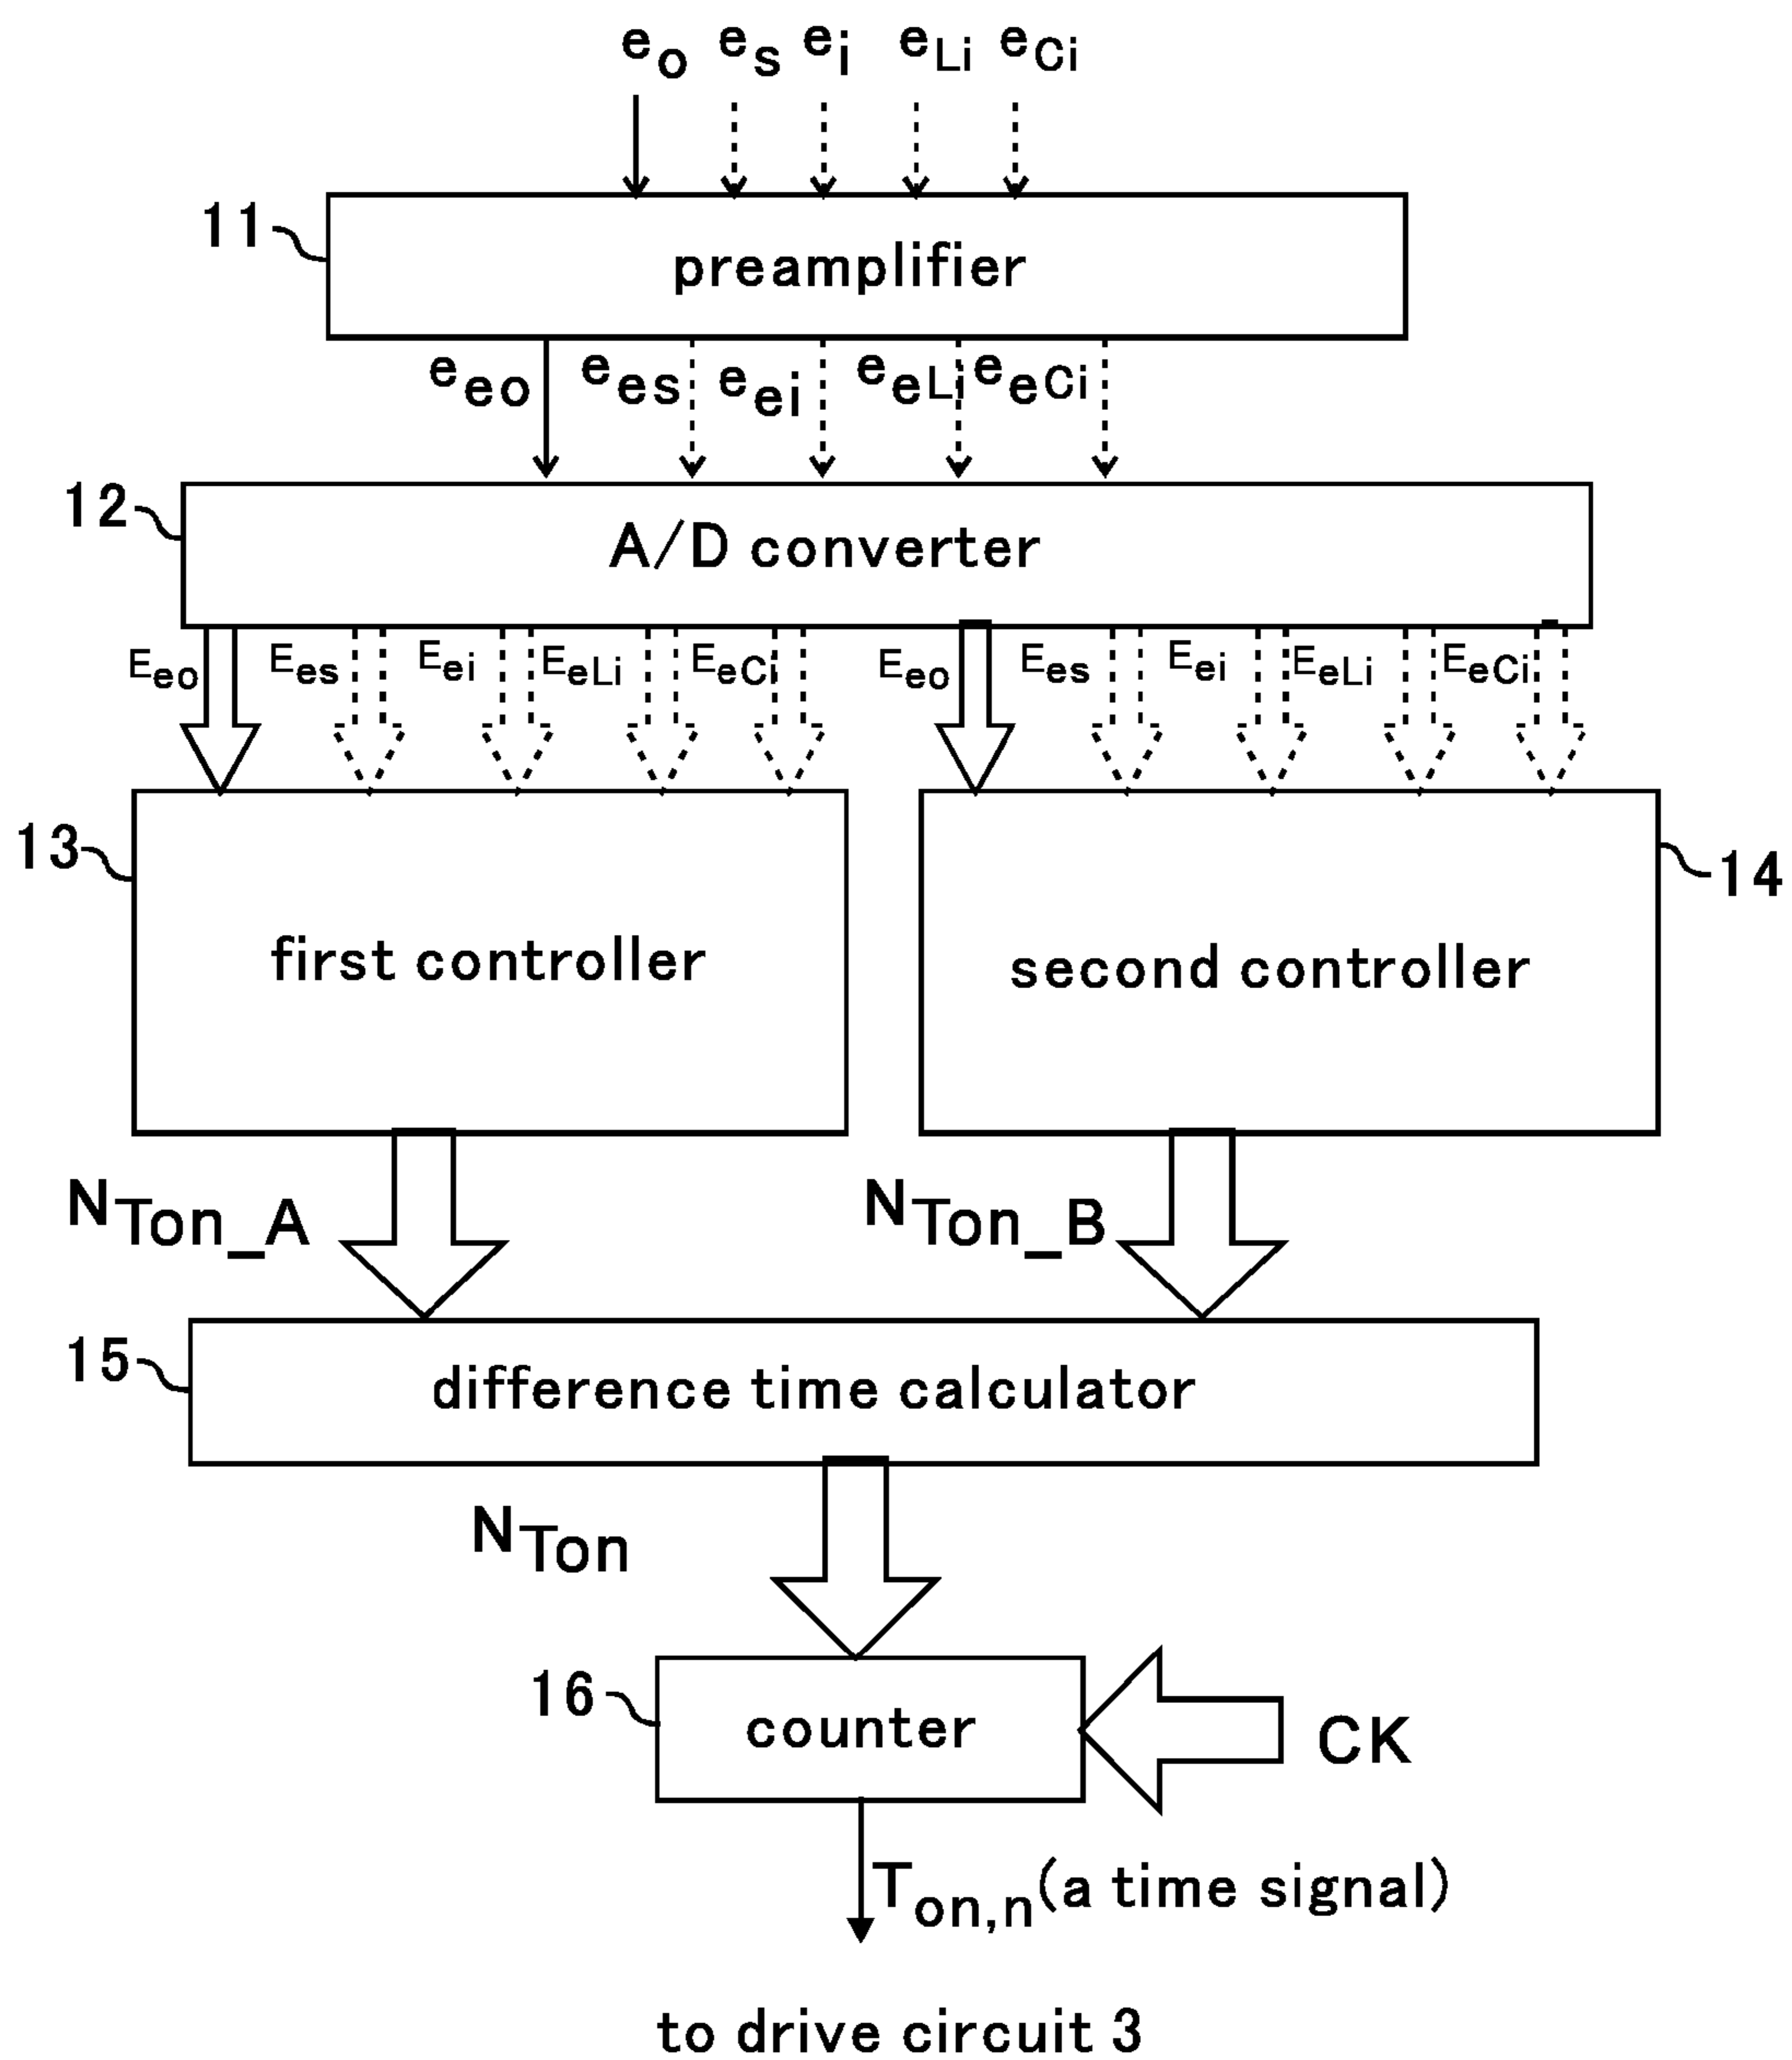 eo es ei eLi eCi
11
preamplifier
eeo ees eei eeLi eeCi
12
A/D converter
Eeo Ees Eei EeLi EeCi Eeo Ees Eei EeLi EeCi
13
first controller
14
second controller
NTon_A
NTon_B
15
difference time calculator
NTon
16
counter
CK
Ton,n(a time signal)
to drive circuit 3